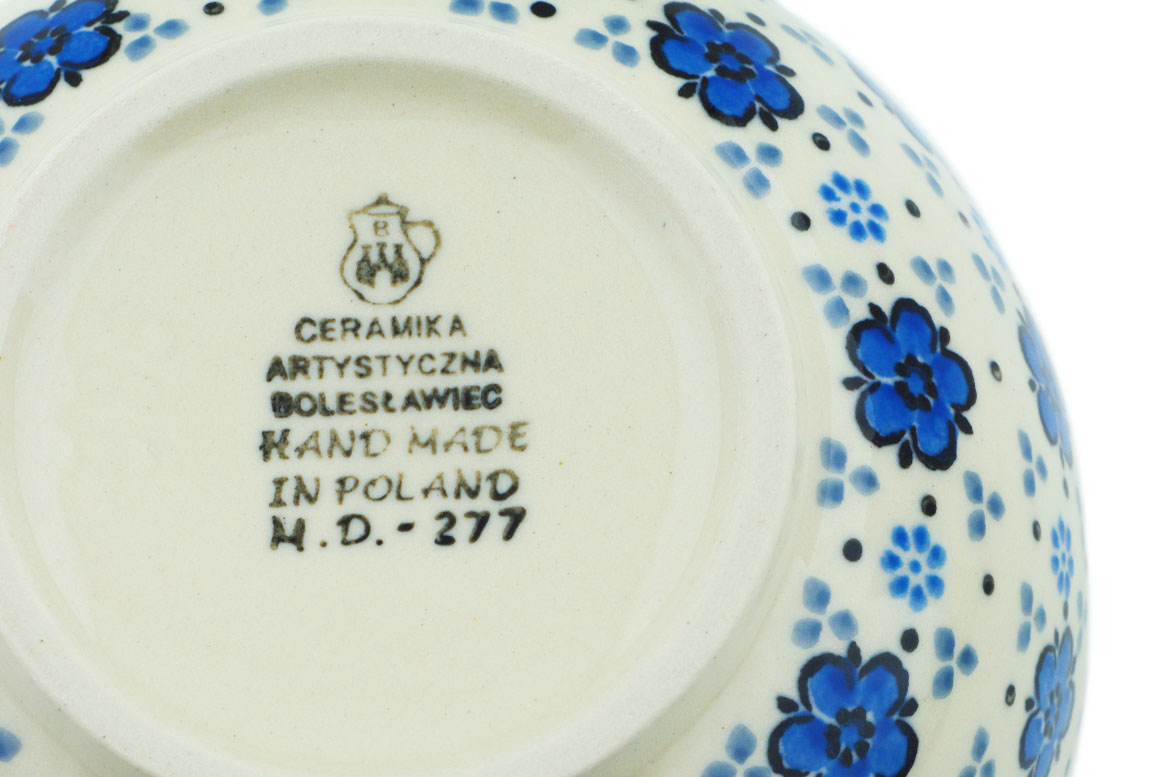 B
CERAMIKA
ARTYSTYCZNA
BOLESŁAWIEC
HAND MADE
IN POLAND
M.D.-277